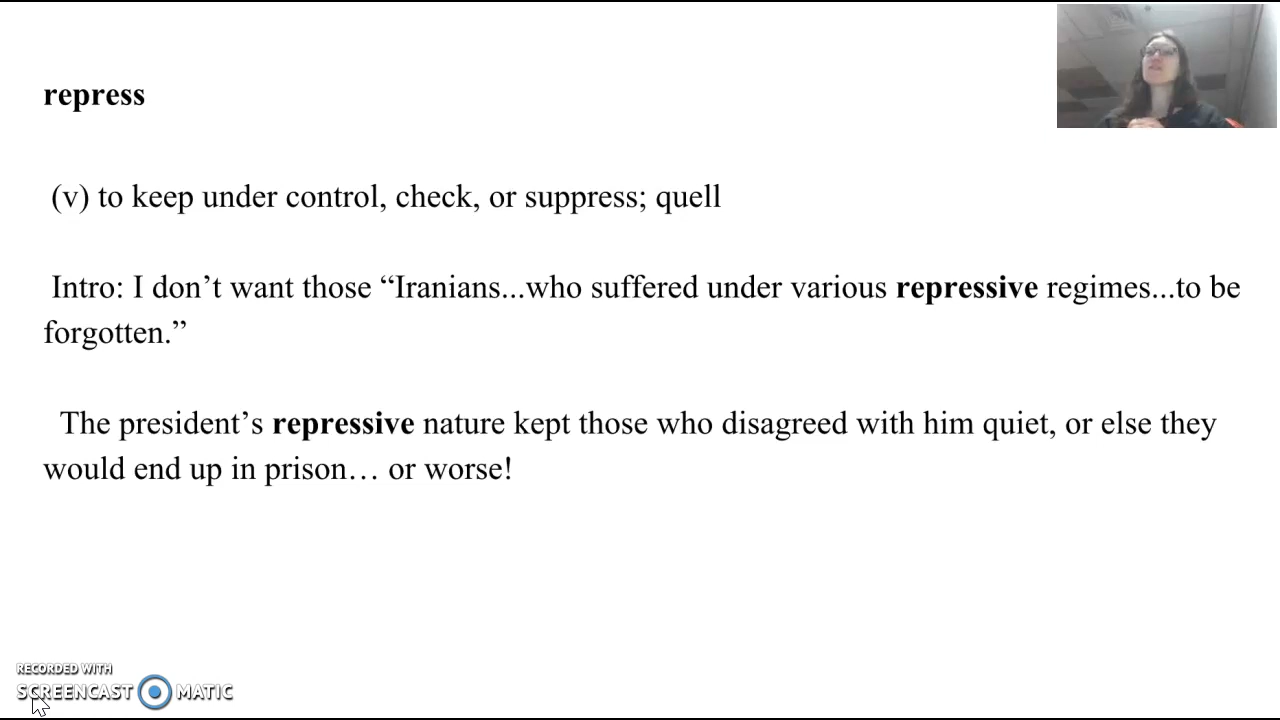 repress
(v) to keep under control, check, or suppress; quell
Intro: I don’t want those “Iranians...who suffered under various repressive regimes...to be
forgotten.”
The president’s repressive nature kept those who disagreed with him quiet, or else they
would end up in prison… or worse!
RECORDED WITH
SCREENCAST MATIC